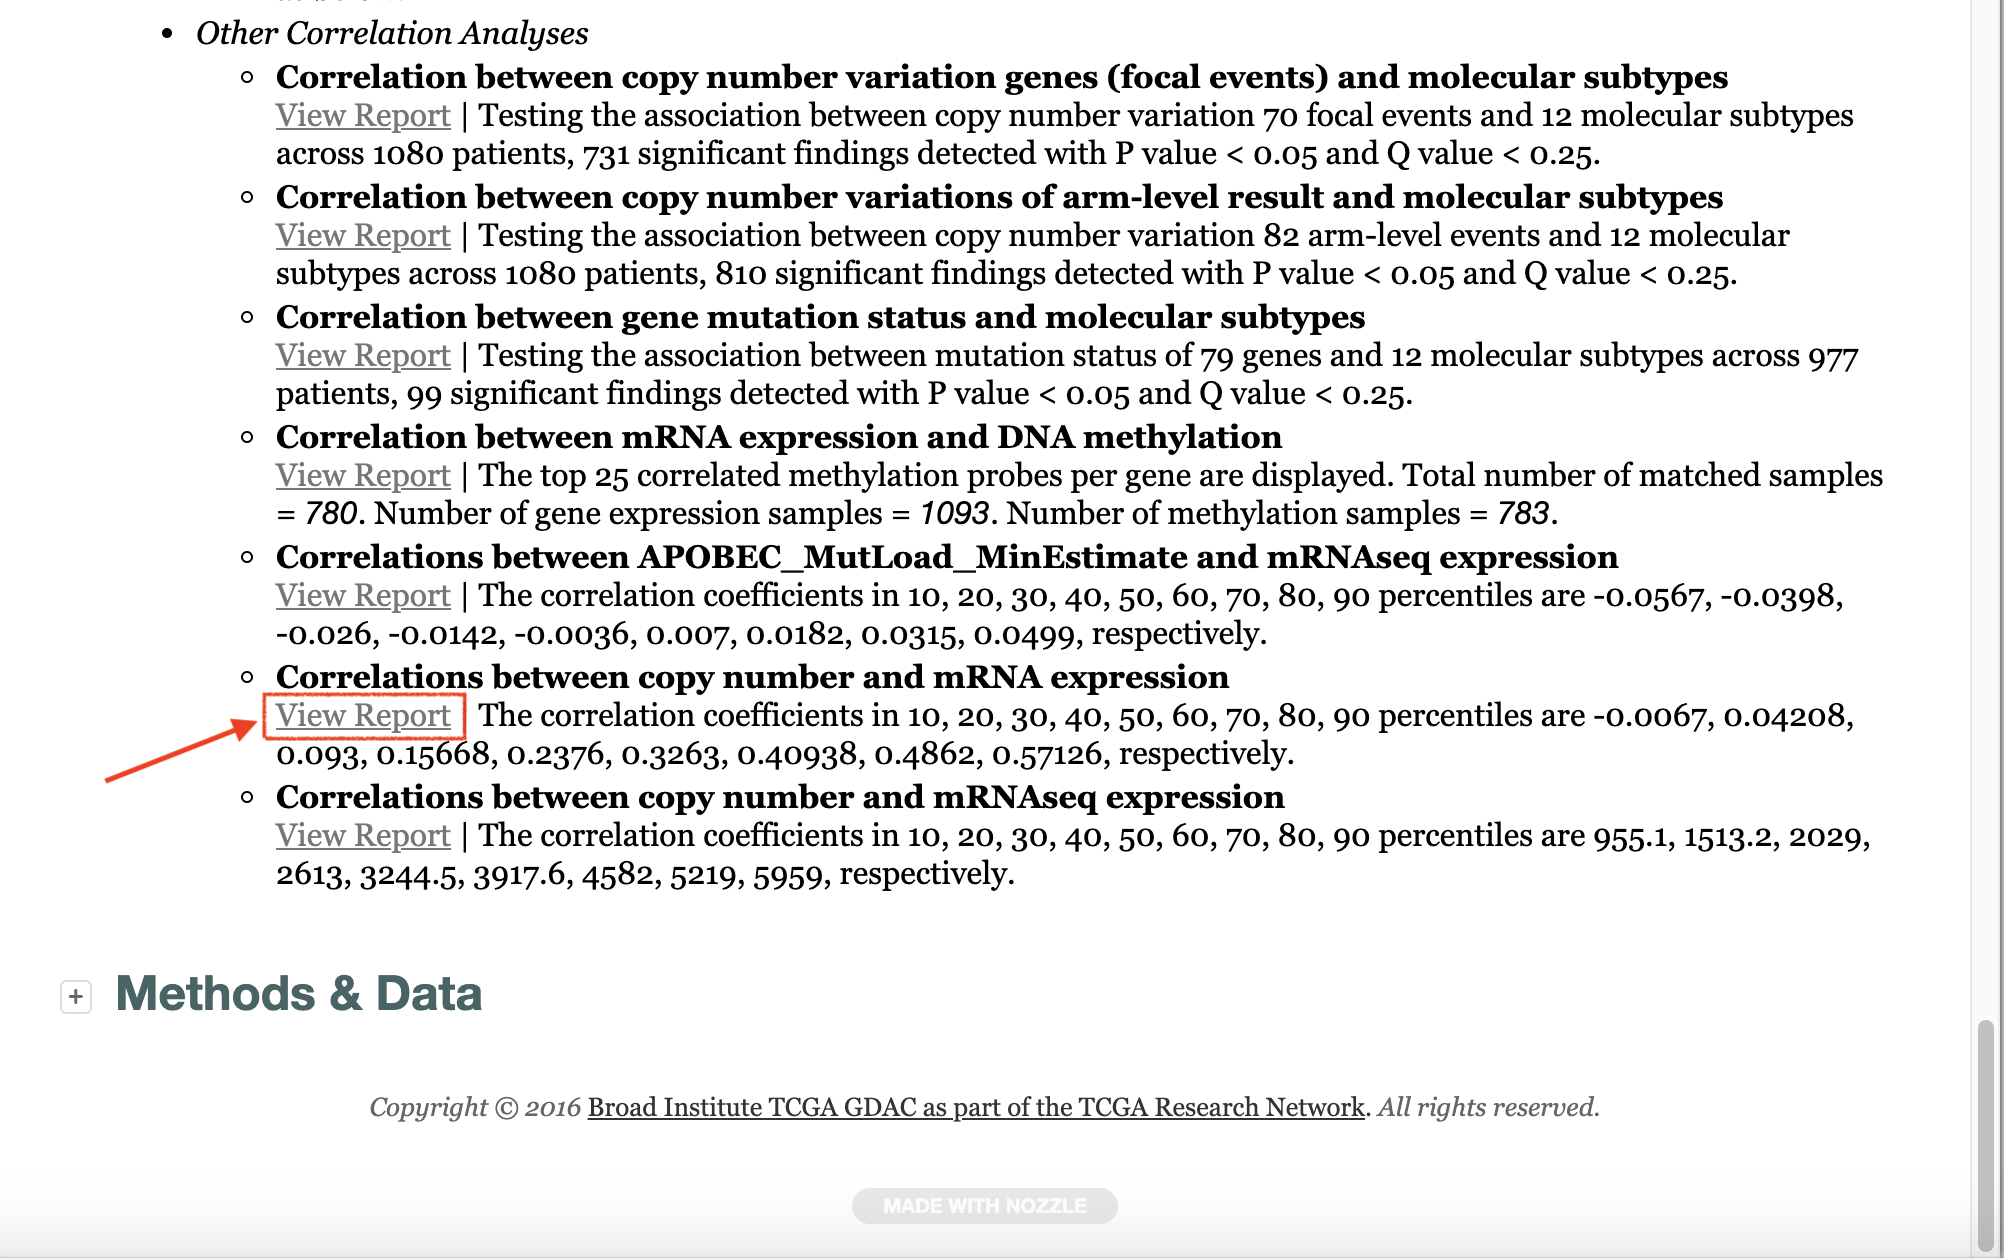 • Other Correlation Analyses
○ Correlation between copy number variation genes (focal events) and molecular subtypes
View Report | Testing the association between copy number variation 70 focal events and 12 molecular subtypes
across 1080 patients, 731 significant findings detected with P value < 0.05 and Q value < 0.25.
○ Correlation between copy number variations of arm-level result and molecular subtypes
View Report | Testing the association between copy number variation 82 arm-level events and 12 molecular
subtypes across 1080 patients, 810 significant findings detected with P value < 0.05 and Q value < 0.25.
○ Correlation between gene mutation status and molecular subtypes
View Report | Testing the association between mutation status of 79 genes and 12 molecular subtypes across 977
patients, 99 significant findings detected with P value < 0.05 and Q value < 0.25.
○ Correlation between mRNA expression and DNA methylation
View Report | The top 25 correlated methylation probes per gene are displayed. Total number of matched samples
= 780. Number of gene expression samples = 1093. Number of methylation samples = 783.
○ Correlations between APOBEC_MutLoad_MinEstimate and mRNAseq expression
View Report | The correlation coefficients in 10, 20, 30, 40, 50, 60, 70, 80, 90 percentiles are -0.0567, -0.0398,
-0.026, -0.0142, -0.0036, 0.007, 0.0182, 0.0315, 0.0499, respectively.
○ Correlations between copy number and mRNA expression
View Report The correlation coefficients in 10, 20, 30, 40, 50, 60, 70, 80, 90 percentiles are -0.0067, 0.04208,
0.093, 0.15668, 0.2376, 0.3263, 0.40938, 0.4862, 0.57126, respectively.
○ Correlations between copy number and mRNAseq expression
View Report | The correlation coefficients in 10, 20, 30, 40, 50, 60, 70, 80, 90 percentiles are 955.1, 1513.2, 2029,
2613, 3244.5, 3917.6, 4582, 5219, 5959, respectively.
+ Methods & Data
Copyright © 2016 Broad Institute TCGA GDAC as part of the TCGA Research Network. All rights reserved.
MADE WITH NOZZLE